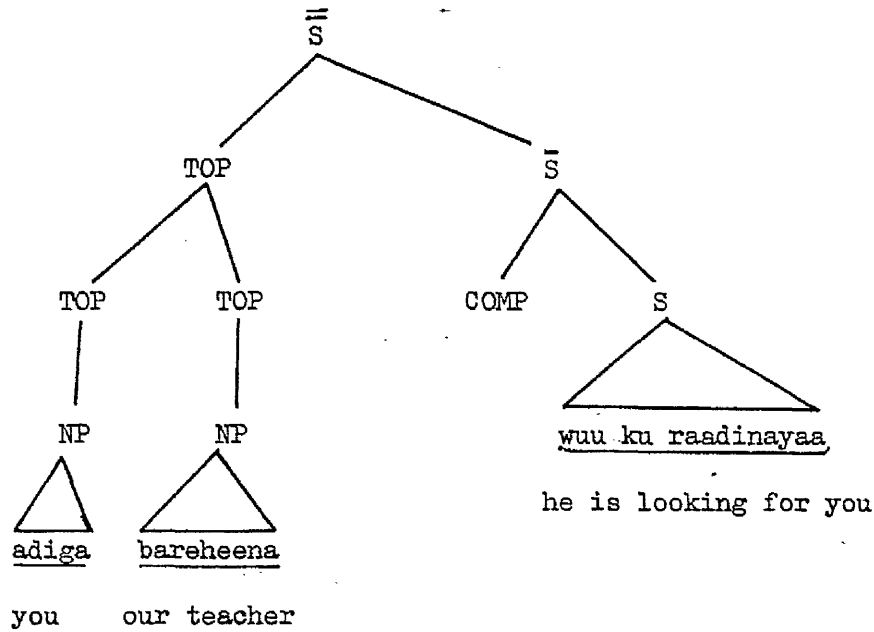 S̿
TOP S̄
TOP TOP COMP S
NP NP
wuu ku raadinayaa
he is looking for you
adiga bareheena
you our teacher